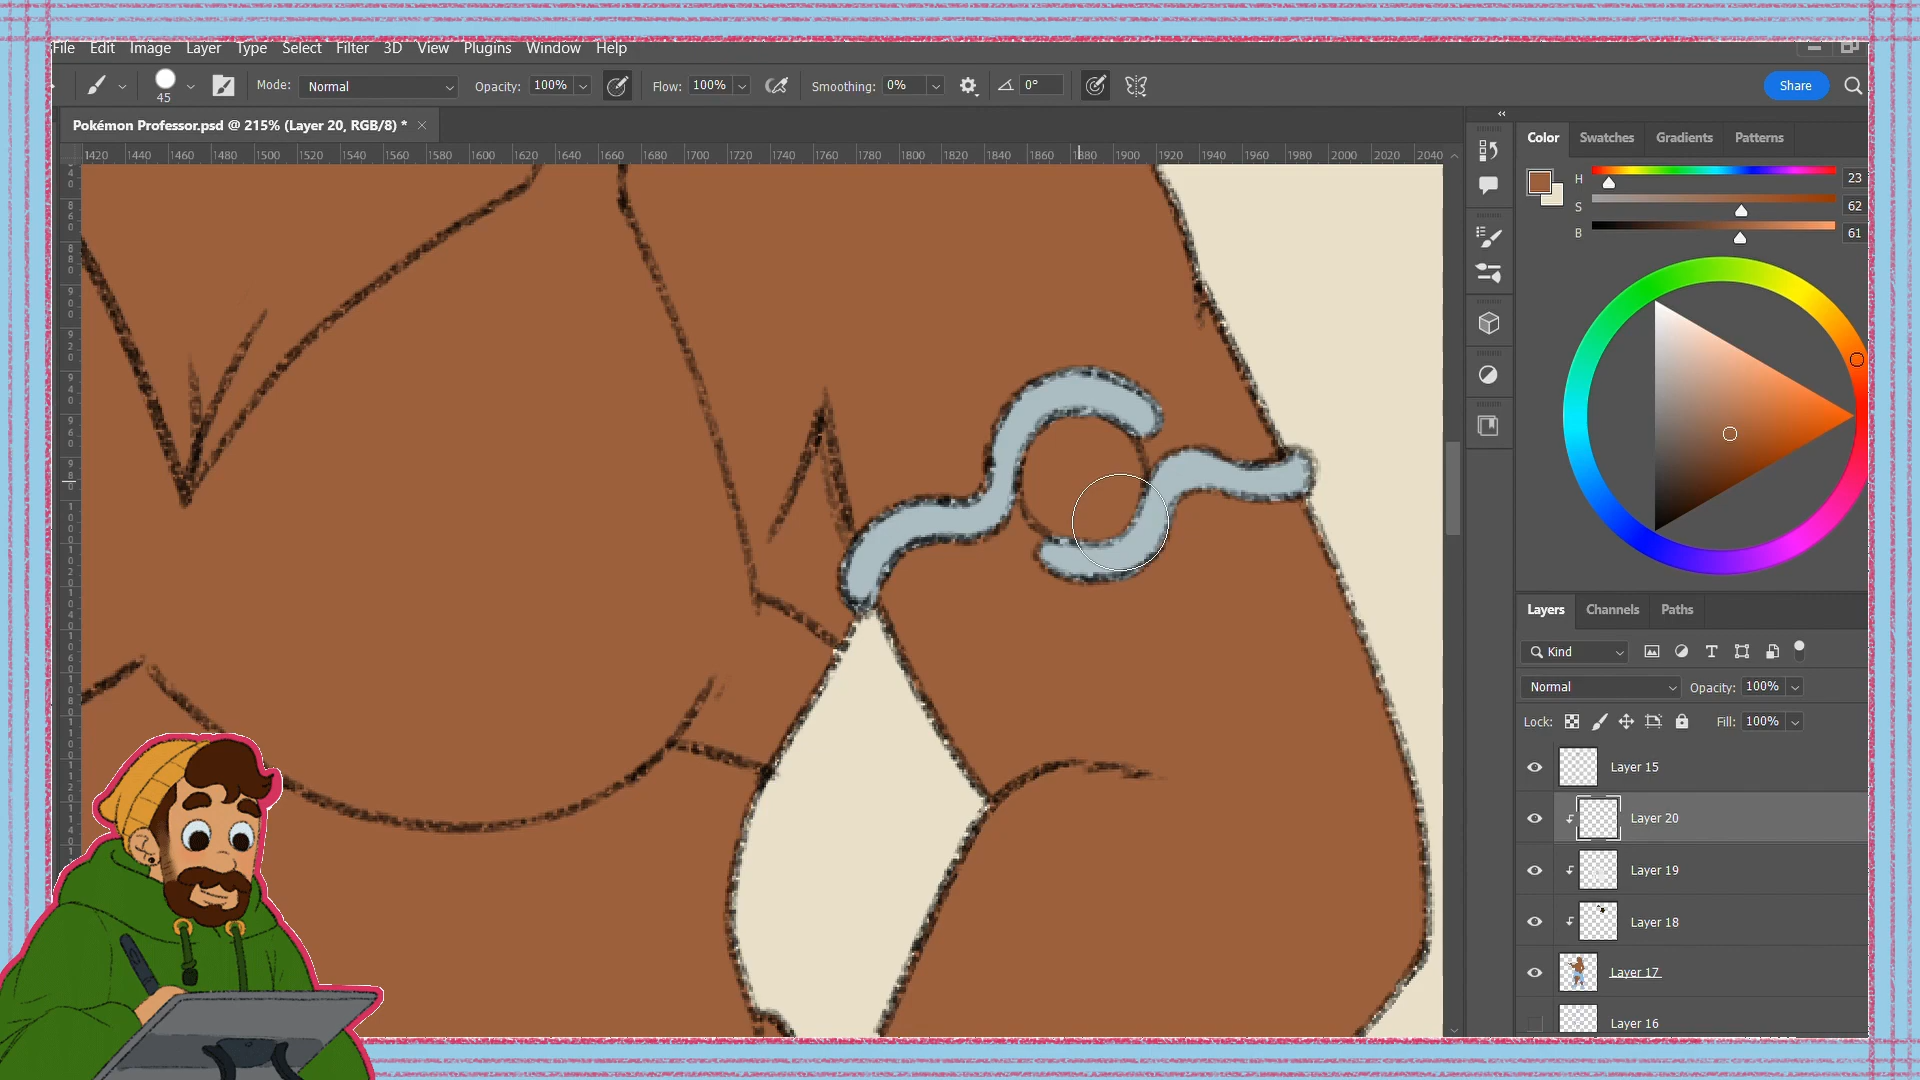 File Edit Image Layer Type Select Filter 3D View Plugins Window Help
45 Mode: Normal Opacity: 100% Flow: 100% Smoothing: 0% 0° Share
Pokémon Professor.psd @ 215% (Layer 20, RGB/8) *
1420 1440 1460 1480 1500 1520 1540 1560 1580 1600 1620 1640 1660 1680 1700 1720 1740 1760 1780 1800 1820 1840 1860 1880 1900 1920 1940 1960 1980 2000 2020 2040
Color Swatches Gradients Patterns
H 23
S 62
B 61
Layers Channels Paths
Kind
Normal Opacity: 100%
Lock: Fill: 100%
Layer 15
Layer 20
Layer 19
Layer 18
Layer 17
Layer 16